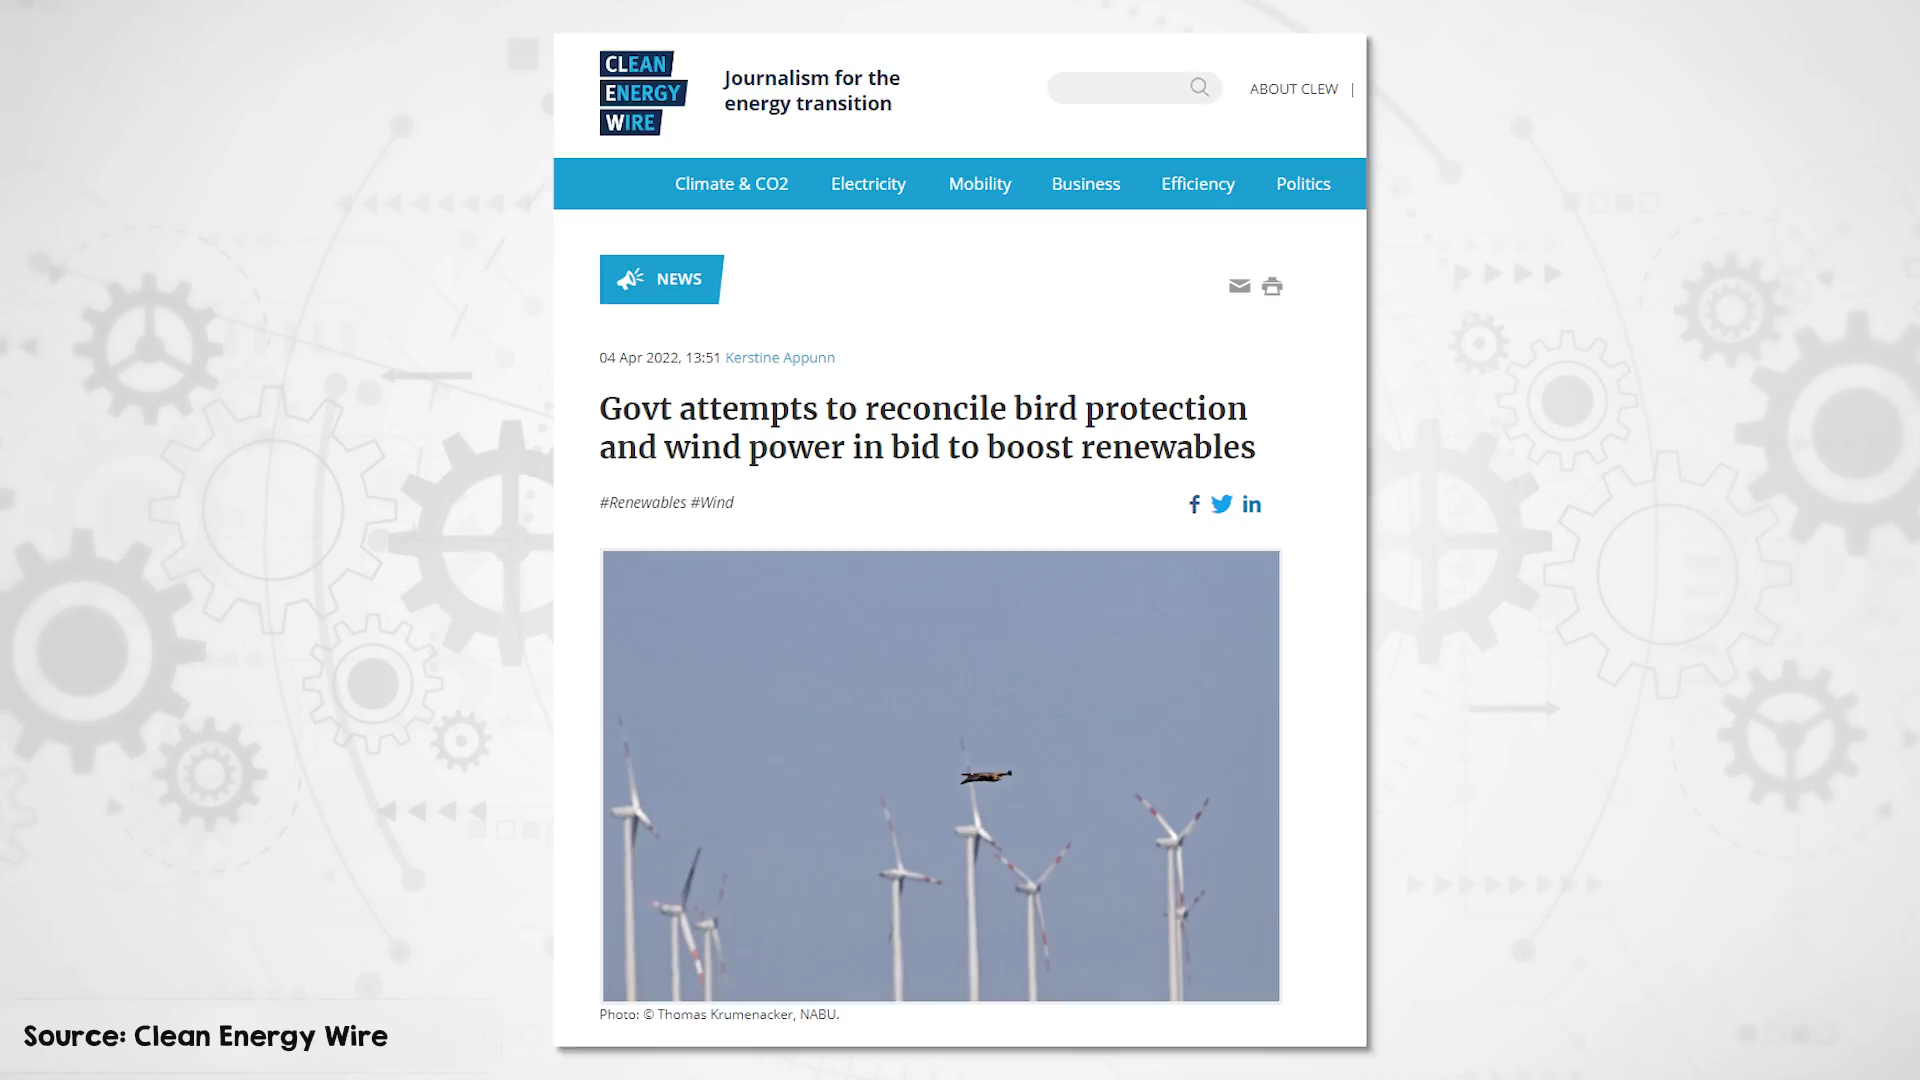 CLEAN
ENERGY
WIRE
Journalism for the
energy transition
ABOUT CLEW |
Climate & CO2 Electricity Mobility Business Efficiency Politics
NEWS
04 Apr 2022, 13:51 Kerstine Appunn
Govt attempts to reconcile bird protection
and wind power in bid to boost renewables
#Renewables #Wind
f in
Photo: © Thomas Krumenacker, NABU.
Source: Clean Energy Wire